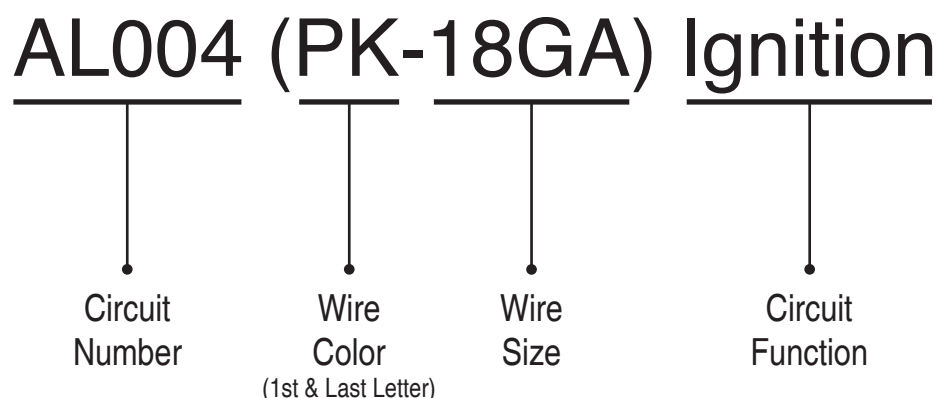 AL004 (PK-18GA) Ignition
Circuit Number
Wire Color
(1st & Last Letter)
Wire Size
Circuit Function